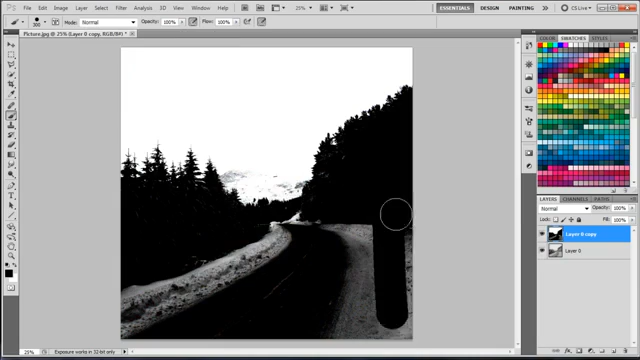 Ps
25%
ESSENTIALS
DESIGN
PAINTING
CS Live
File Edit Image Layer Select Filter Analysis 3D View Window Help
300
Mode: Normal
Opacity: 100%
Flow: 100%
Picture.jpg @ 25% (Layer 0 copy, RGB/8#) *
COLOR SWATCHES STYLES
LAYERS CHANNELS PATHS
Normal
Opacity: 100%
Lock:
Fill: 100%
Layer 0 copy
Layer 0
25%
Exposure works in 32-bit only